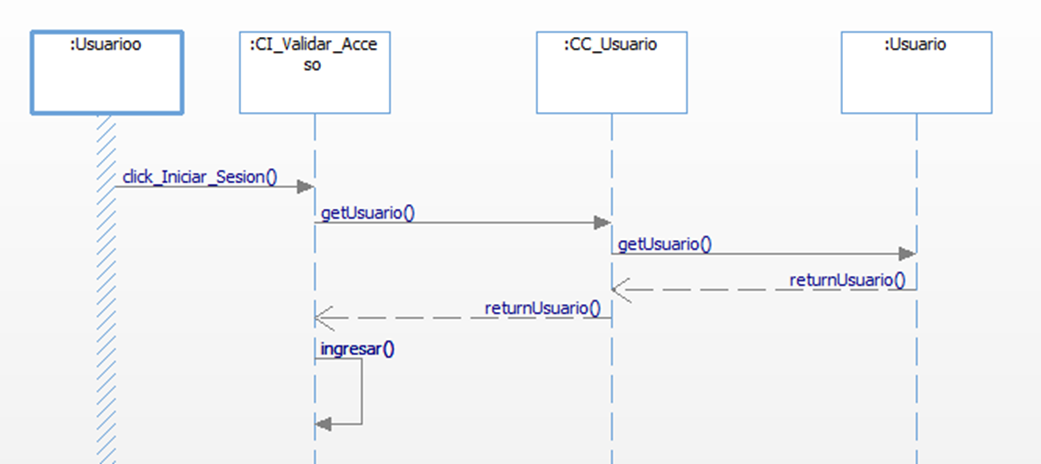 :Usuarioo
:CI_Validar_Acce
so
:CC_Usuario
:Usuario
click_Iniciar_Sesion()
getUsuario()
getUsuario()
returnUsuario()
returnUsuario()
ingresar()